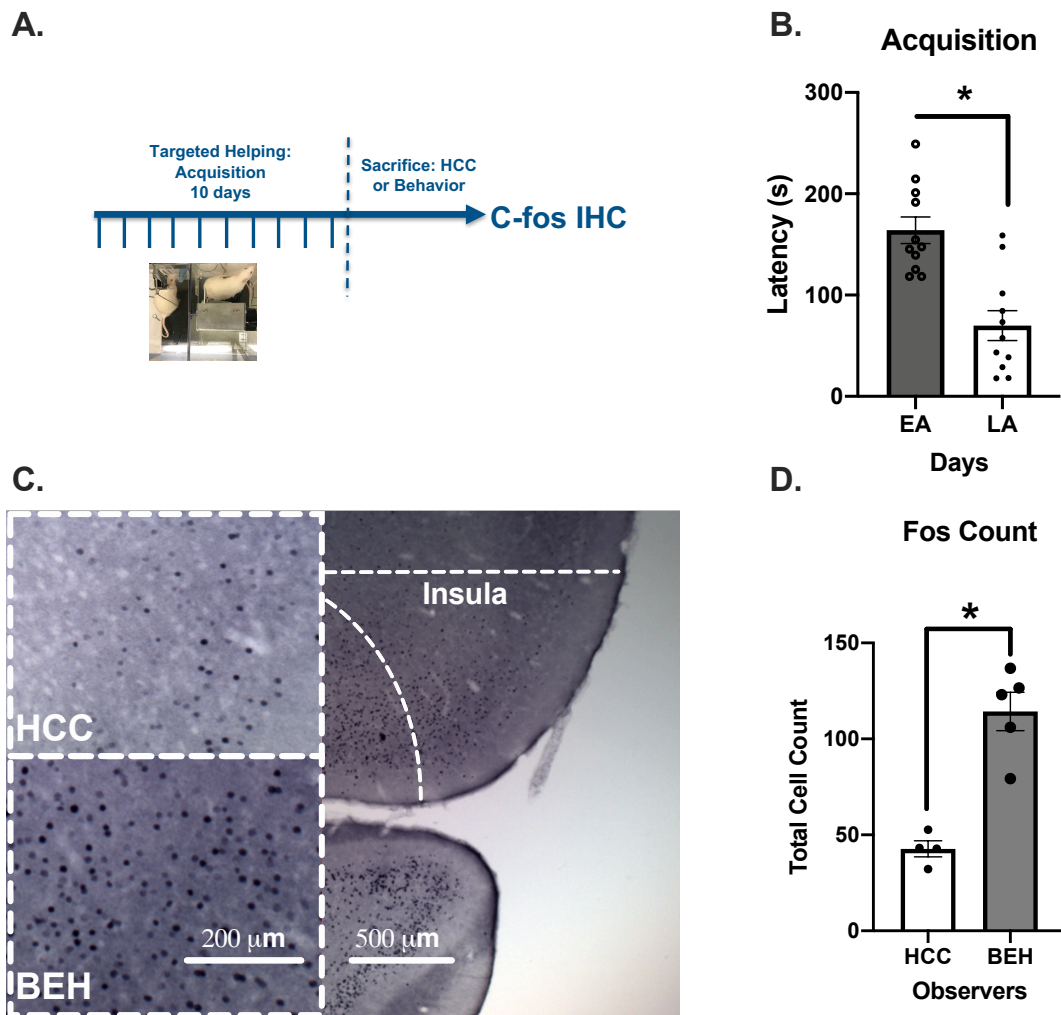 A.
Targeted Helping:
Acquisition
10 days
Sacrifice: HCC
or Behavior
C-fos IHC
B.
Acquisition
*
300
200
100
0
Latency (s)
EA
LA
Days
C.
Insula
HCC
BEH
200 μm
500 μm
D.
Fos Count
*
150
100
50
0
Total Cell Count
HCC
BEH
Observers